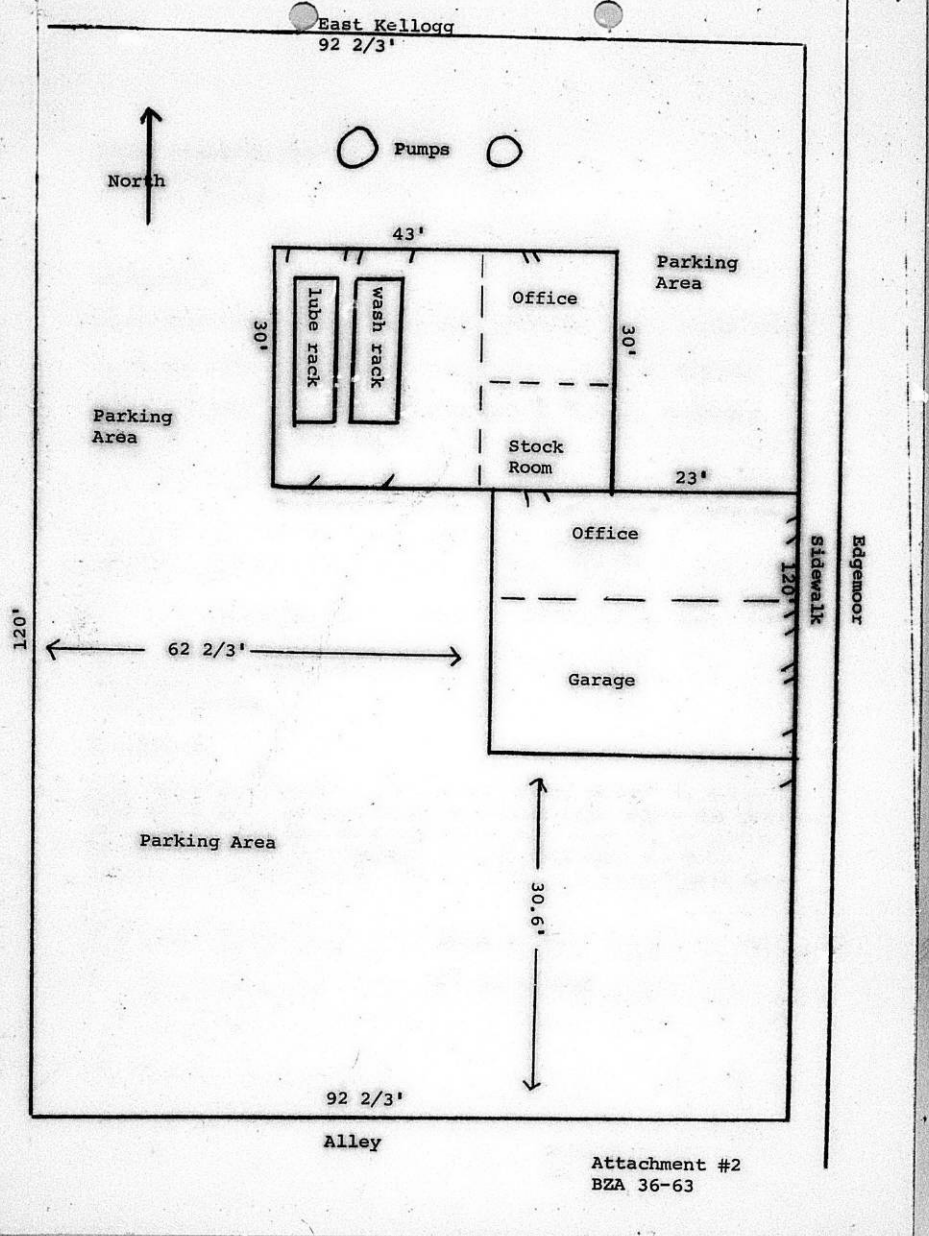 East Kellogg
92 2/3'
Pumps
North
43'
Parking
Area
Office
lube rack
wash rack
30'
30'
Parking
Area
Stock
Room
23'
Office
Sidewalk
Edgemoor
120'
120'
62 2/3'
Garage
Parking Area
30.6'
92 2/3'
Alley
Attachment #2
BZA 36-63